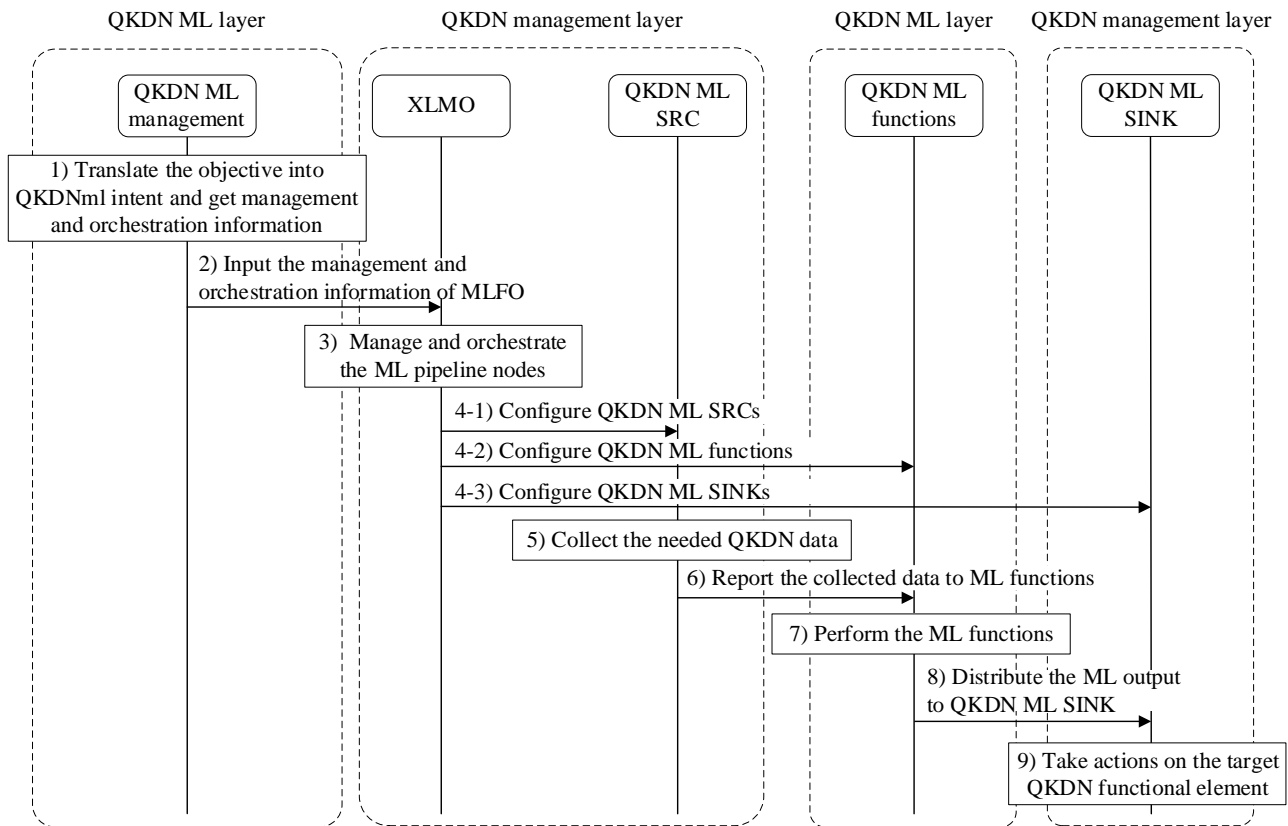 QKDN ML layer
QKDN management layer
QKDN ML layer
QKDN management layer
QKDN ML
management
XLMO
QKDN ML
SRC
QKDN ML
functions
QKDN ML
SINK
1) Translate the objective into
QKDNml intent and get management
and orchestration information
2) Input the management and
orchestration information of MLFO
3) Manage and orchestrate
the ML pipeline nodes
4-1) Configure QKDN ML SRCs
4-2) Configure QKDN ML functions
4-3) Configure QKDN ML SINKs
5) Collect the needed QKDN data
6) Report the collected data to ML functions
7) Perform the ML functions
8) Distribute the ML output
to QKDN ML SINK
9) Take actions on the target
QKDN functional element